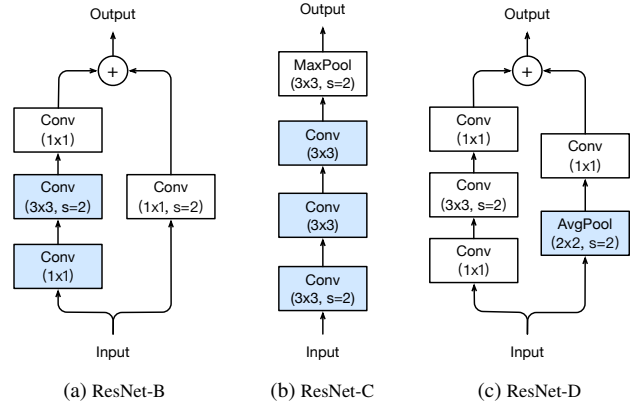 Output
+
Conv
(1x1)
Conv
(3x3, s=2)
Conv
(1x1)
Conv
(1x1, s=2)
Input
(a) ResNet-B
Output
MaxPool
(3x3, s=2)
Conv
(3x3)
Conv
(3x3)
Conv
(3x3, s=2)
Input
(b) ResNet-C
Output
+
Conv
(1x1)
Conv
(3x3, s=2)
Conv
(1x1)
Conv
(1x1)
AvgPool
(2x2, s=2)
Input
(c) ResNet-D